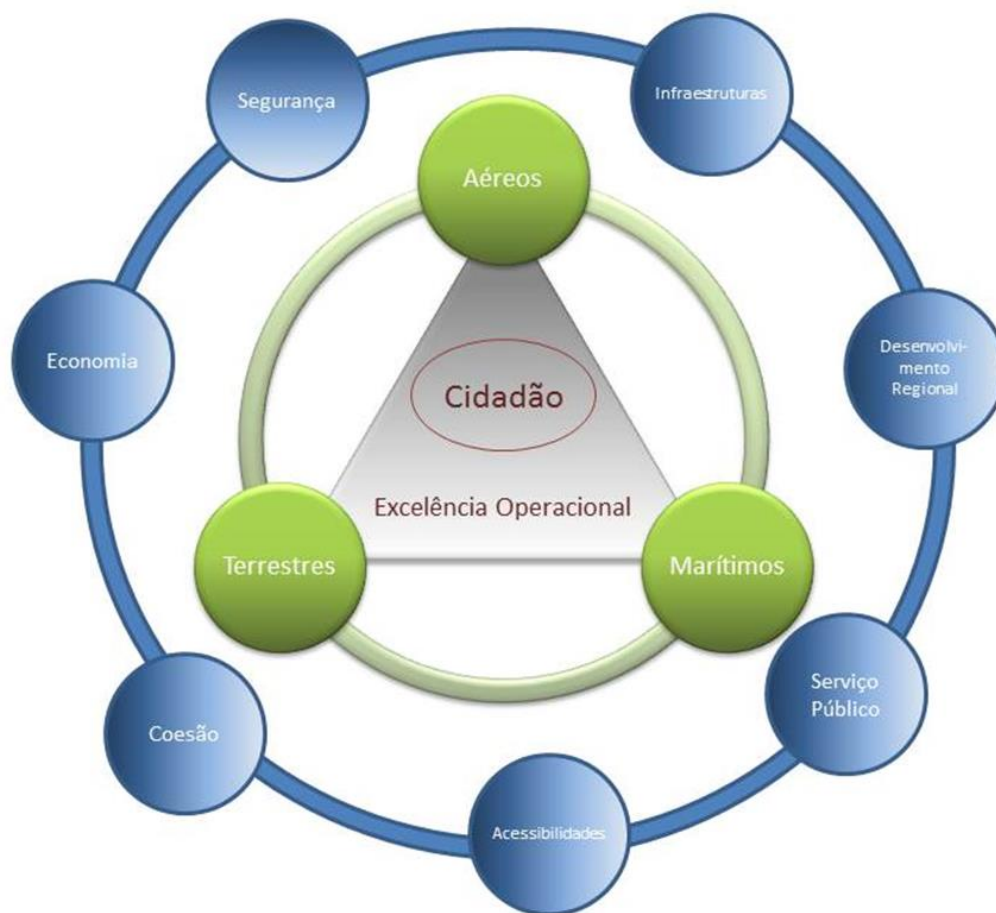 Segurança
Infraestruturas
Aéreos
Economia
Desenvolvi-
mento
Regional
Cidadão
Excelência Operacional
Terrestres
Marítimos
Serviço
Público
Coesão
Acessibilidades